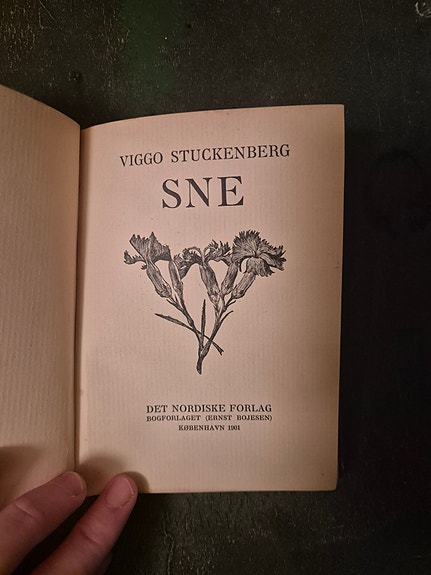 VIGGO STUCKENBERG
SNE
DET NORDISKE FORLAG
BOGFORLAGET (ERNST BOJESEN)
KØBENHAVN 1901